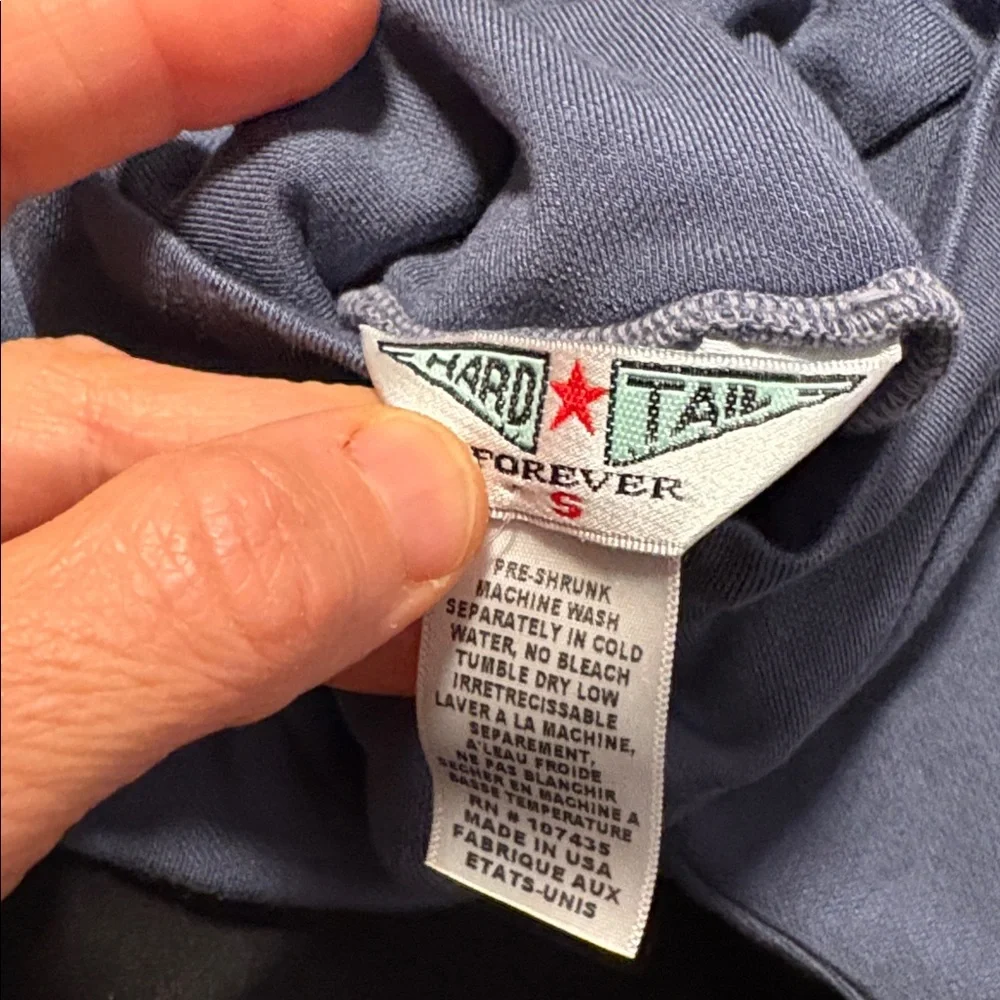 HARD ★ TAIL
FOREVER
S
PRE-SHRUNK
MACHINE WASH
SEPARATELY IN COLD
WATER, NO BLEACH
TUMBLE DRY LOW
IRRETRECISSABLE
LAVER A LA MACHINE,
SEPAREMENT,
A'LEAU FROIDE
NE PAS BLANCHIR
SECHER EN MACHINE A
BASSE TEMPERATURE
RN # 107435
MADE IN USA
FABRIQUE AUX
ETATS-UNIS